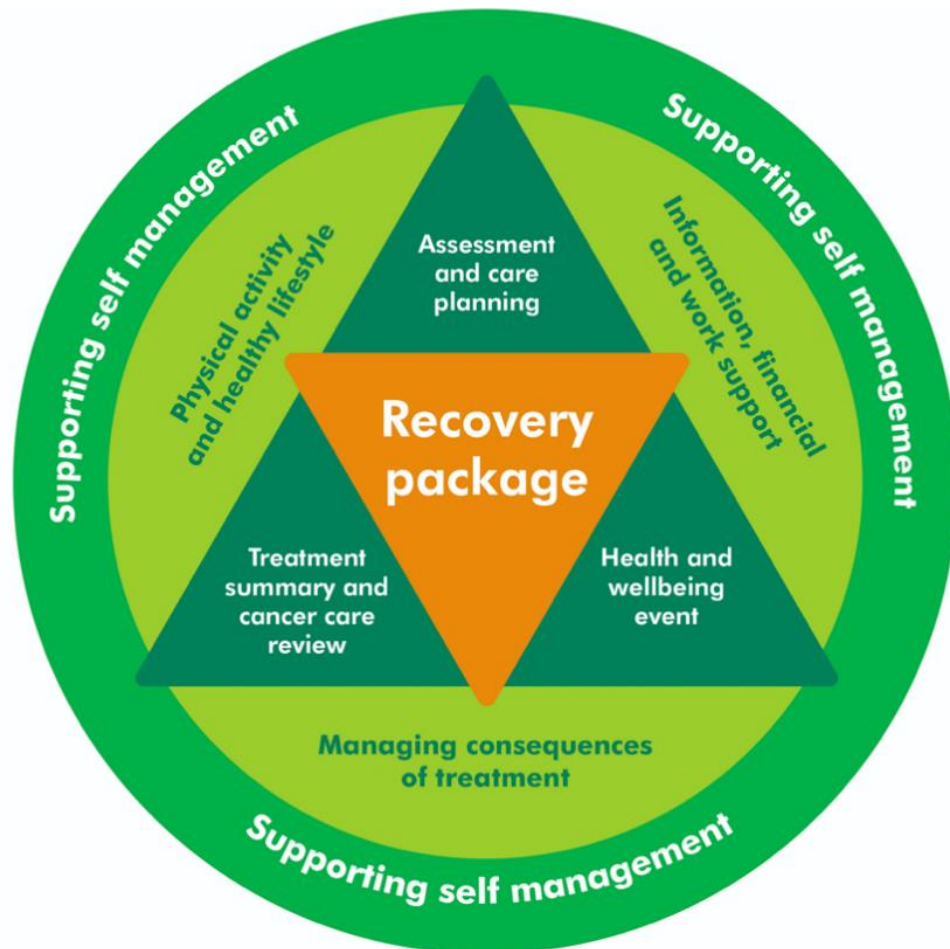 Supporting self management
Supporting self management
Physical activity
and healthy lifestyle
Assessment
and care
planning
Information, financial
and work support
Recovery
package
Treatment
summary and
cancer care
review
Health and
wellbeing
event
Managing consequences
of treatment
Supporting self management